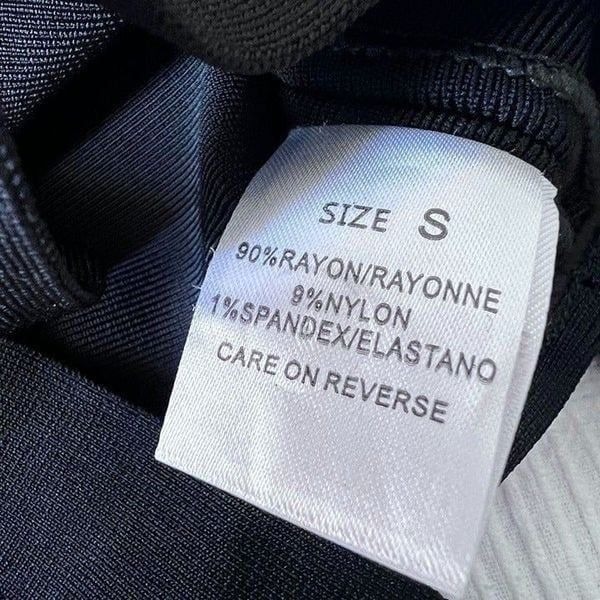 SIZE S
90%RAYON/RAYONNE
9%NYLON
1%SPANDEX/ELASTANO
CARE ON REVERSE